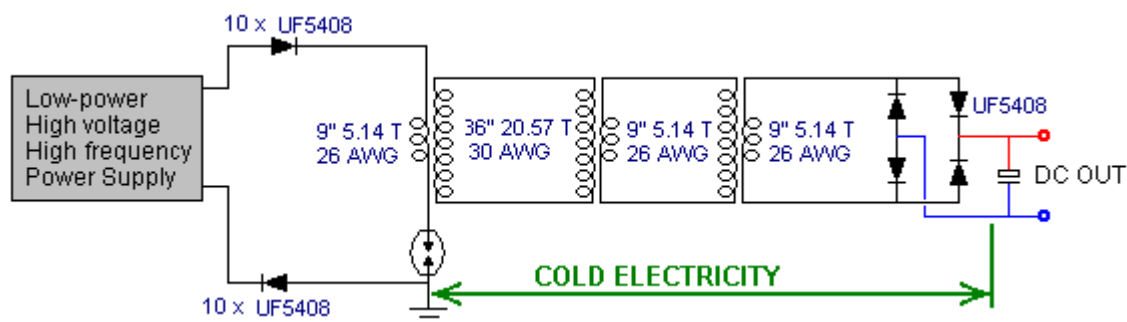 10 x UF5408
Low-power
High voltage
High frequency
Power Supply
9" 5.14 T
26 AWG
36" 20.57 T
30 AWG
9" 5.14 T
26 AWG
9" 5.14 T
26 AWG
UF5408
DC OUT
COLD ELECTRICITY
10 x UF5408